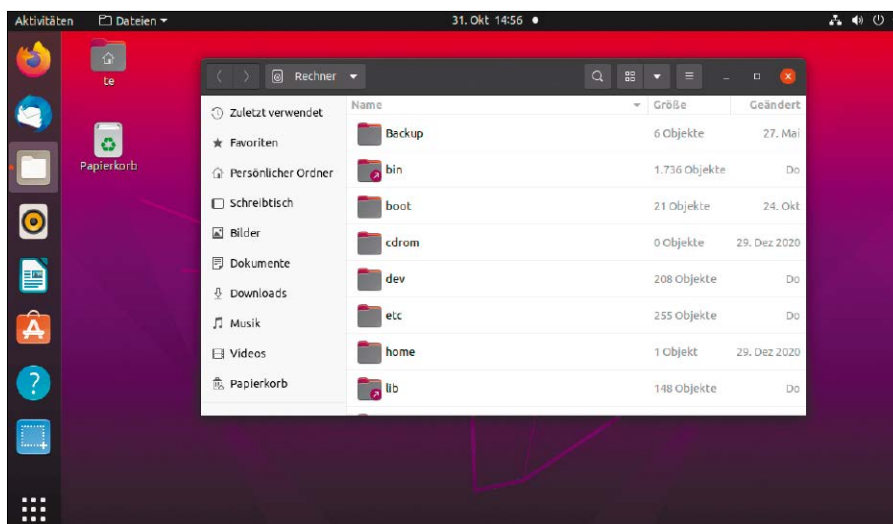 Aktivitäten Dateien 31. Okt 14:56
te
Papierkorb
Rechner
Zuletzt verwendet
Favoriten
Persönlicher Ordner
Schreibtisch
Bilder
Dokumente
Downloads
Musik
Videos
Papierkorb
Name Größe Geändert
Backup 6 Objekte 27. Mai
bin 1.736 Objekte Do
boot 21 Objekte 24. Okt
cdrom 0 Objekte 29. Dez 2020
dev 208 Objekte Do
etc 255 Objekte Do
home 1 Objekt 29. Dez 2020
lib 148 Objekte Do